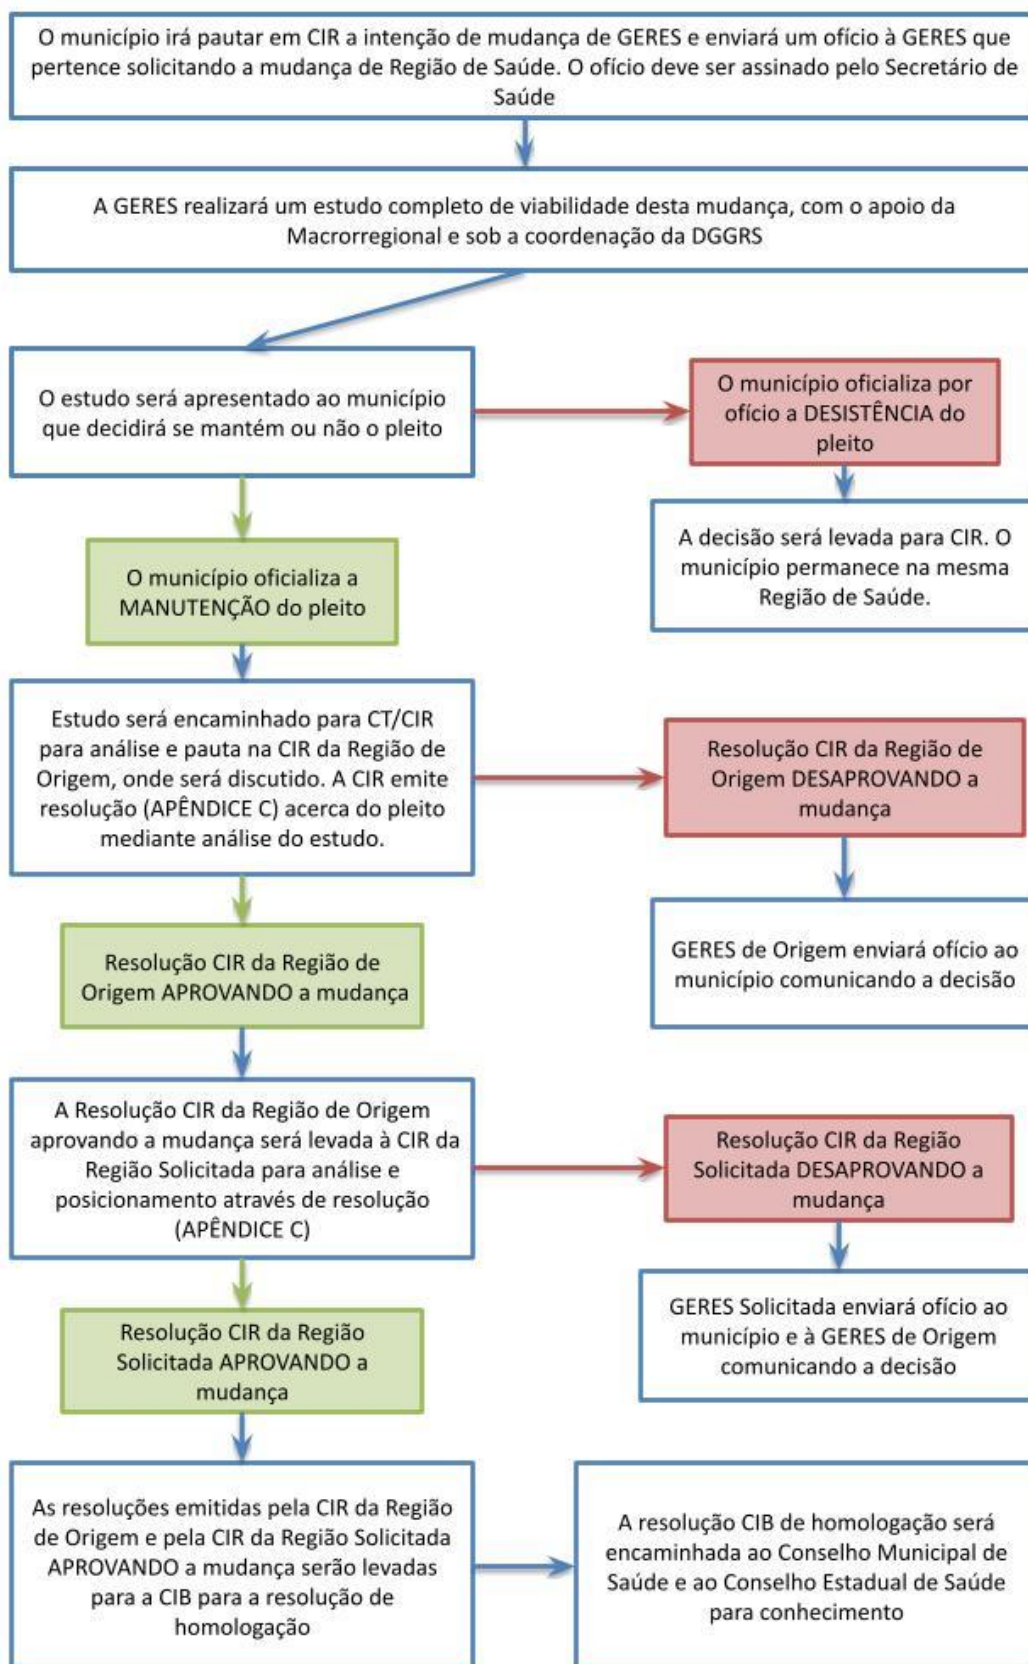 O município irá pautar em CIR a intenção de mudança de GERES e enviará um ofício à GERES que
pertence solicitando a mudança de Região de Saúde. O ofício deve ser assinado pelo Secretário de
Saúde
A GERES realizará um estudo completo de viabilidade desta mudança, com o apoio da
Macrorregional e sob a coordenação da DGGRS
O estudo será apresentado ao município
que decidirá se mantém ou não o pleito
O município oficializa por
ofício a DESISTÊNCIA do
pleito
A decisão será levada para CIR. O
município permanece na mesma
Região de Saúde.
O município oficializa a
MANUTENÇÃO do pleito
Estudo será encaminhado para CT/CIR
para análise e pauta na CIR da Região de
Origem, onde será discutido. A CIR emite
resolução (APÊNDICE C) acerca do pleito
mediante análise do estudo.
Resolução CIR da Região de
Origem DESAPROVANDO a
mudança
GERES de Origem enviará ofício ao
município comunicando a decisão
Resolução CIR da Região de
Origem APROVANDO a mudança
A Resolução CIR da Região de Origem
aprovando a mudança será levada à CIR da
Região Solicitada para análise e
posicionamento através de resolução
(APÊNDICE C)
Resolução CIR da Região
Solicitada DESAPROVANDO a
mudança
GERES Solicitada enviará ofício ao
município e à GERES de Origem
comunicando a decisão
Resolução CIR da Região
Solicitada APROVANDO a
mudança
As resoluções emitidas pela CIR da Região
de Origem e pela CIR da Região Solicitada
APROVANDO a mudança serão levadas
para a CIB para a resolução de
homologação
A resolução CIB de homologação será
encaminhada ao Conselho Municipal de
Saúde e ao Conselho Estadual de Saúde
para conhecimento